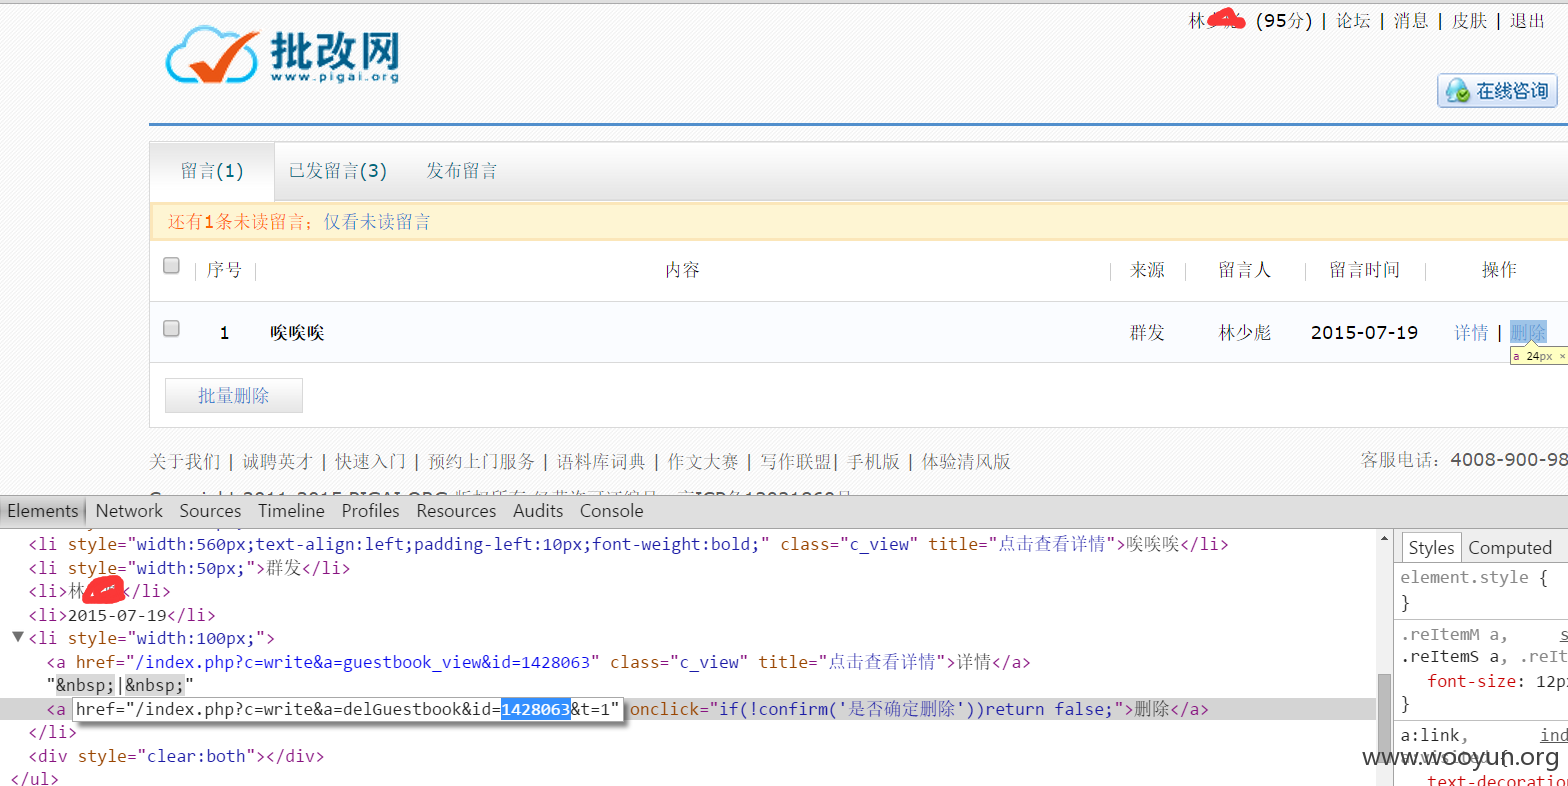 林 (95分) | 论坛 | 消息 | 皮肤 | 退出
批改网
www.pigai.org
在线咨询
留言(1) 已发留言(3) 发布留言
还有1条未读留言；仅看未读留言
序号 内容 来源 留言人 留言时间 操作
1 唉唉唉 群发 林少彪 2015-07-19 详情 | 删除
a 24px ×
批量删除
关于我们 | 诚聘英才 | 快速入门 | 预约上门服务 | 语料库词典 | 作文大赛 | 写作联盟| 手机版 | 体验清风版
客服电话：4008-900-98
Copyright 2011-2015 PIGAI.ORG 版权所有
Elements Network Sources Timeline Profiles Resources Audits Console
<li style="width:560px;text-align:left;padding-left:10px;font-weight:bold;" class="c_view" title="点击查看详情">唉唉唉</li>
<li style="width:50px;">群发</li>
<li>林</li>
<li>2015-07-19</li>
▼<li style="width:100px;">
<a href="/index.php?c=write&a=guestbook_view&id=1428063" class="c_view" title="点击查看详情">详情</a>
"&nbsp;|&nbsp;"
<a href="/index.php?c=write&a=delGuestbook&id=1428063&t=1" onclick="if(!confirm('是否确定删除'))return false;">删除</a>
</li>
<div style="clear:both"></div>
</ul>
Styles Computed
element.style {
}
.reItemM a, s
.reItemS a, .reIt
font-size: 12p
}
a:link, ind
a:visited {
text-decoratio
www.wooyun.org